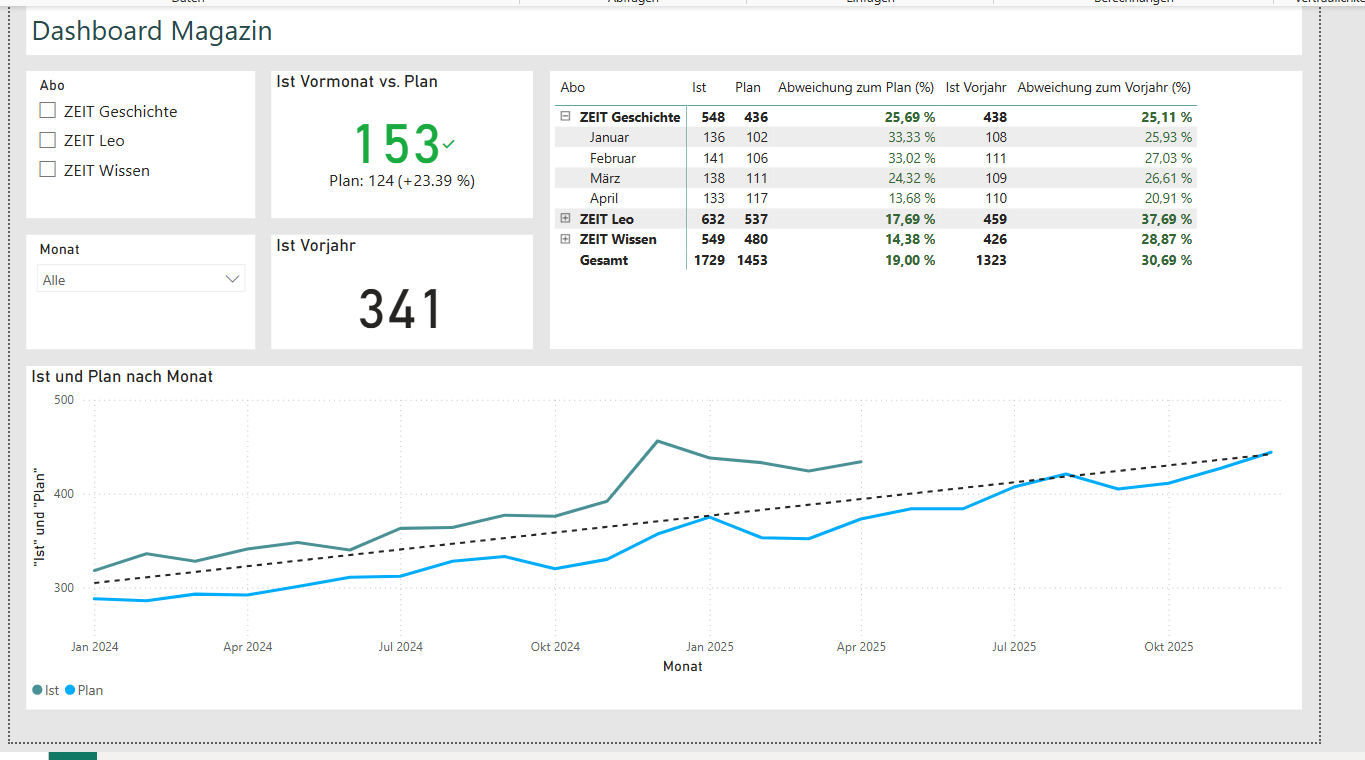 Daten Abfragen Einfügen Berechnungen
Dashboard Magazin
Abo
ZEIT Geschichte
ZEIT Leo
ZEIT Wissen
Monat
Alle
Ist Vormonat vs. Plan
153
Plan: 124 (+23.39 %)
Ist Vorjahr
341
Abo Ist Plan Abweichung zum Plan (%) Ist Vorjahr Abweichung zum Vorjahr (%)
ZEIT Geschichte 548 436 25,69 % 438 25,11 %
Januar 136 102 33,33 % 108 25,93 %
Februar 141 106 33,02 % 111 27,03 %
März 138 111 24,32 % 109 26,61 %
April 133 117 13,68 % 110 20,91 %
ZEIT Leo 632 537 17,69 % 459 37,69 %
ZEIT Wissen 549 480 14,38 % 426 28,87 %
Gesamt 1729 1453 19,00 % 1323 30,69 %
Ist und Plan nach Monat
"Ist" und "Plan"
500
400
300
Jan 2024 Apr 2024 Jul 2024 Okt 2024 Jan 2025 Apr 2025 Jul 2025 Okt 2025
Monat
Ist Plan